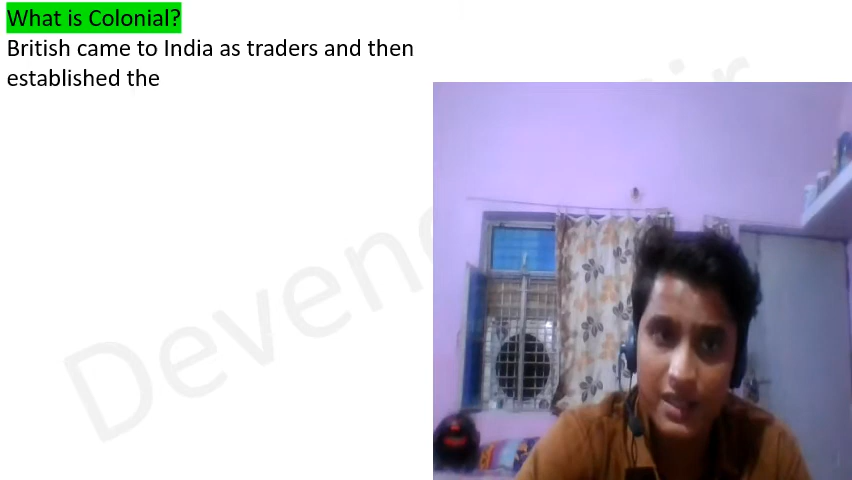 What is Colonial?
British came to India as traders and then
established the